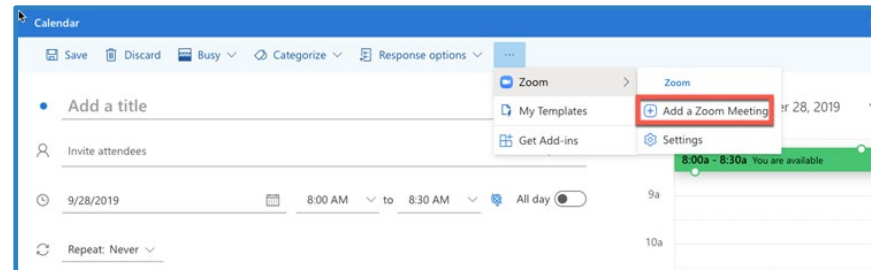 Calendar
Save Discard Busy Categorize Response options ...
Zoom Zoom
Add a title My Templates Add a Zoom Meeting 28, 2019
Invite attendees Get Add-ins Settings
8:00a - 8:30a You are available
9/28/2019 8:00 AM to 8:30 AM All day 9a
Repeat: Never 10a